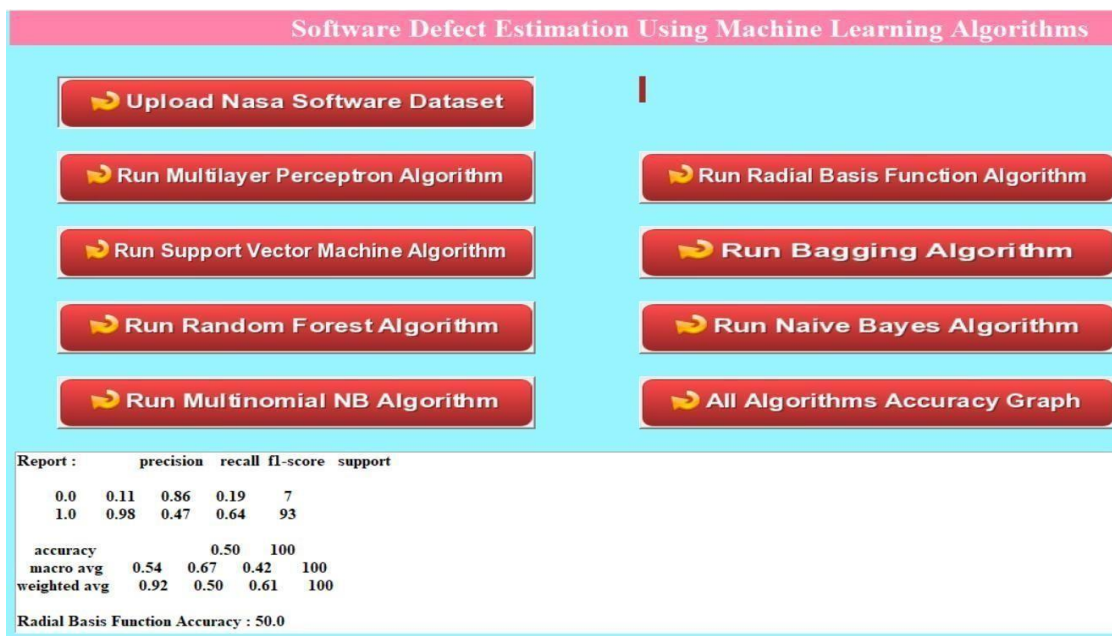 Software Defect Estimation Using Machine Learning Algorithms
Upload Nasa Software Dataset
Run Multilayer Perceptron Algorithm
Run Radial Basis Function Algorithm
Run Support Vector Machine Algorithm
Run Bagging Algorithm
Run Random Forest Algorithm
Run Naive Bayes Algorithm
Run Multinomial NB Algorithm
All Algorithms Accuracy Graph
Report : precision recall f1-score support
0.0 0.11 0.86 0.19 7
1.0 0.98 0.47 0.64 93
accuracy 0.50 100
macro avg 0.54 0.67 0.42 100
weighted avg 0.92 0.50 0.61 100
Radial Basis Function Accuracy : 50.0